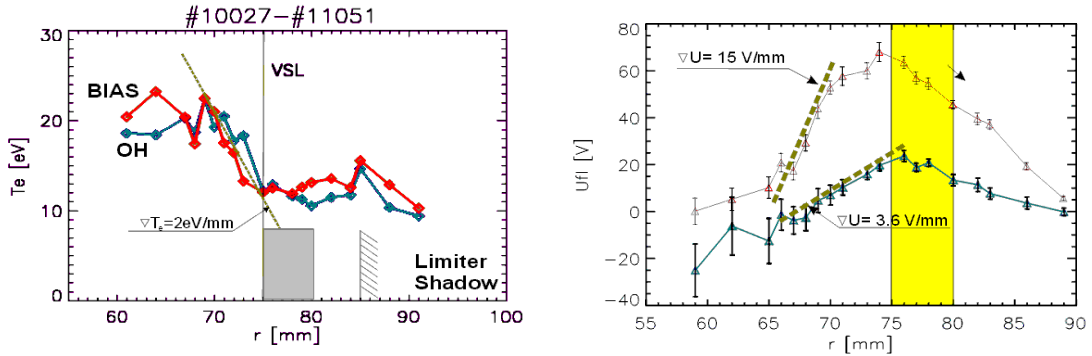 #10027-#11051
30
20
10
0
Te [eV]
BIAS
OH
VSL
▽Te=2eV/mm
Limiter
Shadow
60
70
80
90
100
r [mm]
80
60
40
20
0
-20
-40
Ufl [V]
▽U= 15 V/mm
▽U= 3.6 V/mm
55
60
65
70
75
80
85
90
r [mm]